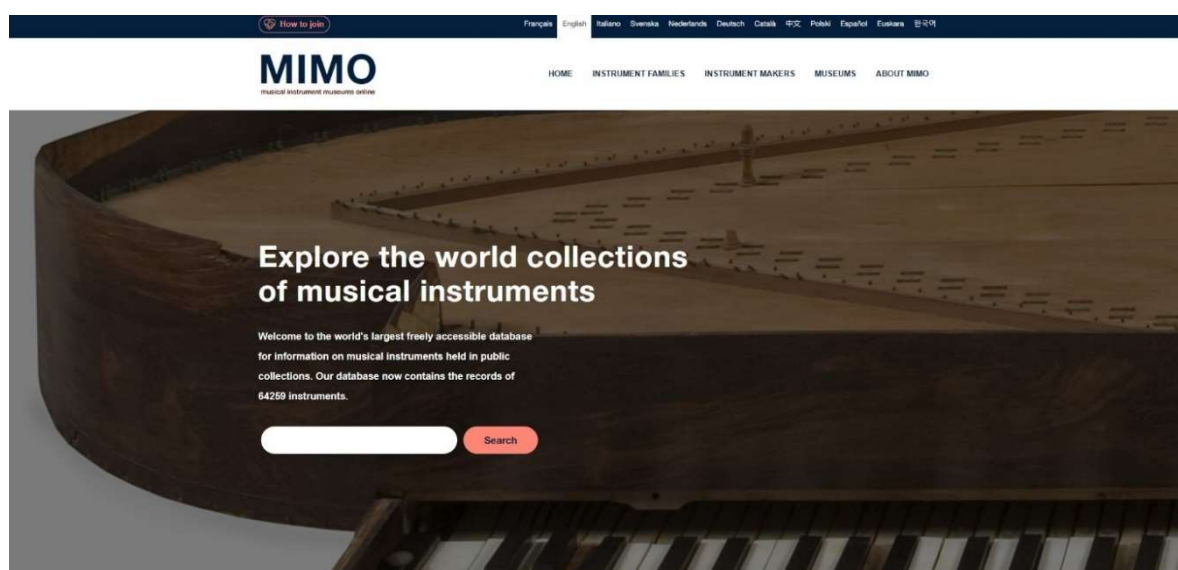 How to join
Français English Italiano Svenska Nederlands Deutsch Català 中文 Polski Español Euskara 한국어
MIMO
musical instrument museums online
HOME INSTRUMENT FAMILIES INSTRUMENT MAKERS MUSEUMS ABOUT MIMO
Explore the world collections
of musical instruments
Welcome to the world's largest freely accessible database
for information on musical instruments held in public
collections. Our database now contains the records of
64259 instruments.
Search